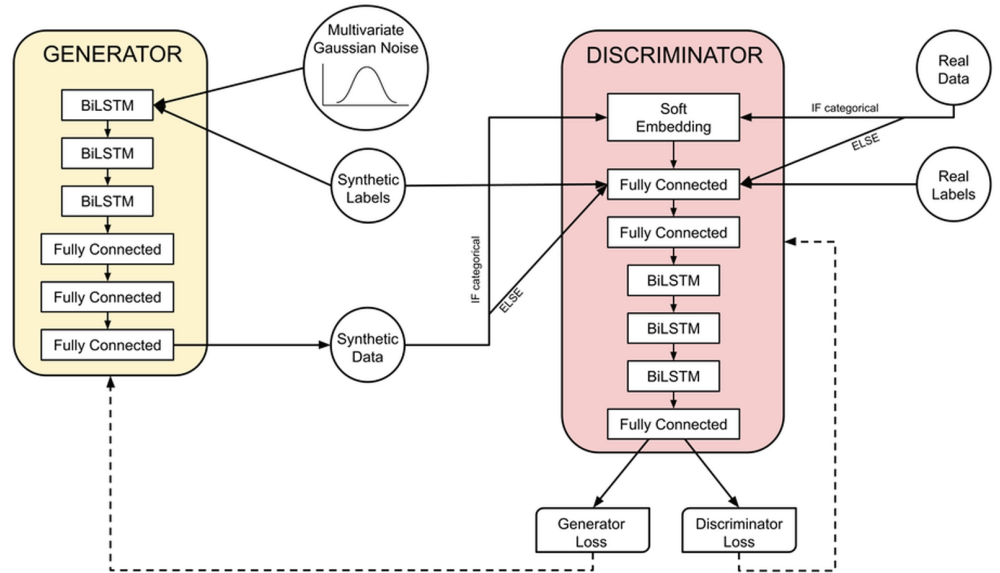 GENERATOR
BiLSTM
BiLSTM
BiLSTM
Fully Connected
Fully Connected
Fully Connected
Multivariate
Gaussian Noise
Synthetic
Labels
Synthetic
Data
IF categorical
ELSE
DISCRIMINATOR
Soft
Embedding
Fully Connected
Fully Connected
BiLSTM
BiLSTM
BiLSTM
Fully Connected
IF categorical
ELSE
Real
Data
Real
Labels
Generator
Loss
Discriminator
Loss